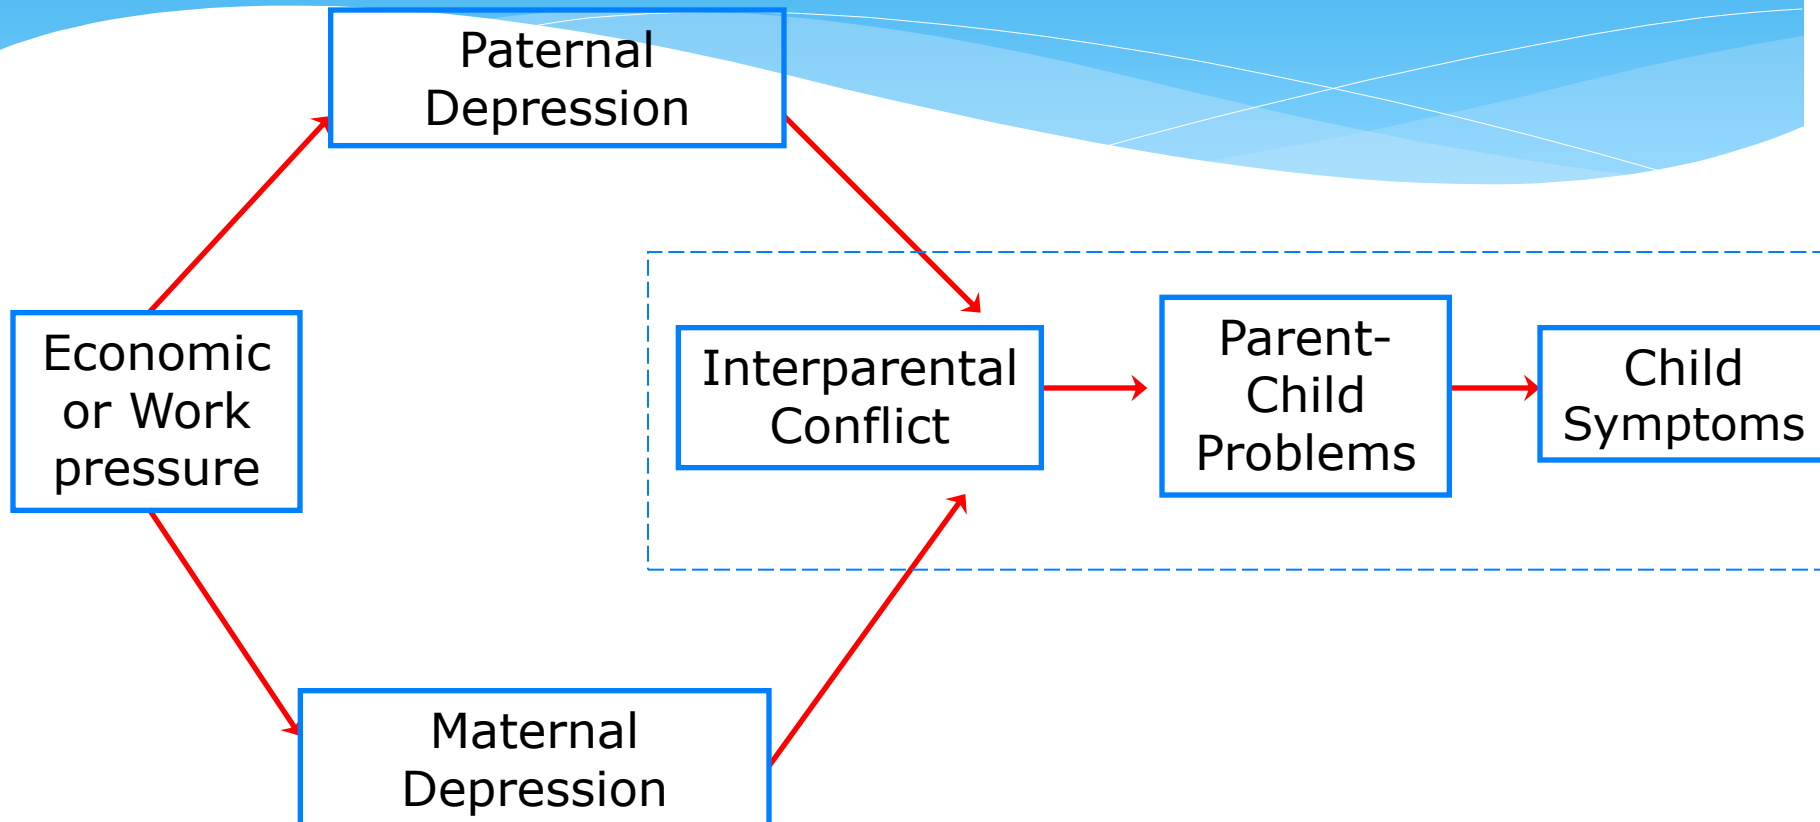 Paternal
Depression
Economic
or Work
pressure
Interparental
Conflict
Parent-
Child
Problems
Child
Symptoms
Maternal
Depression